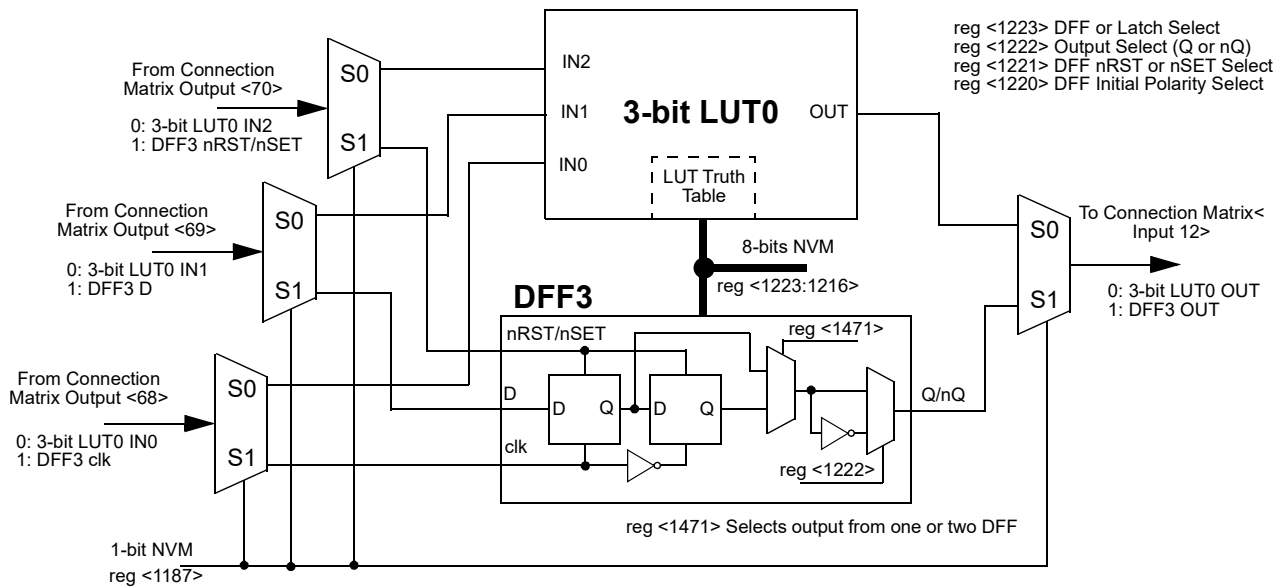 reg <1223> DFF or Latch Select
reg <1222> Output Select (Q or nQ)
reg <1221> DFF nRST or nSET Select
reg <1220> DFF Initial Polarity Select
From Connection
Matrix Output <70>
0: 3-bit LUT0 IN2
1: DFF3 nRST/nSET
S0
S1
IN2
IN1
IN0
3-bit LUT0
OUT
LUT Truth
Table
From Connection
Matrix Output <69>
0: 3-bit LUT0 IN1
1: DFF3 D
S0
S1
8-bits NVM
reg <1223:1216>
S0
S1
To Connection Matrix<
Input 12>
0: 3-bit LUT0 OUT
1: DFF3 OUT
DFF3
nRST/nSET
reg <1471>
From Connection
Matrix Output <68>
0: 3-bit LUT0 IN0
1: DFF3 clk
S0
S1
D
D
Q
D
Q
Q/nQ
clk
reg <1222>
reg <1471> Selects output from one or two DFF
1-bit NVM
reg <1187>